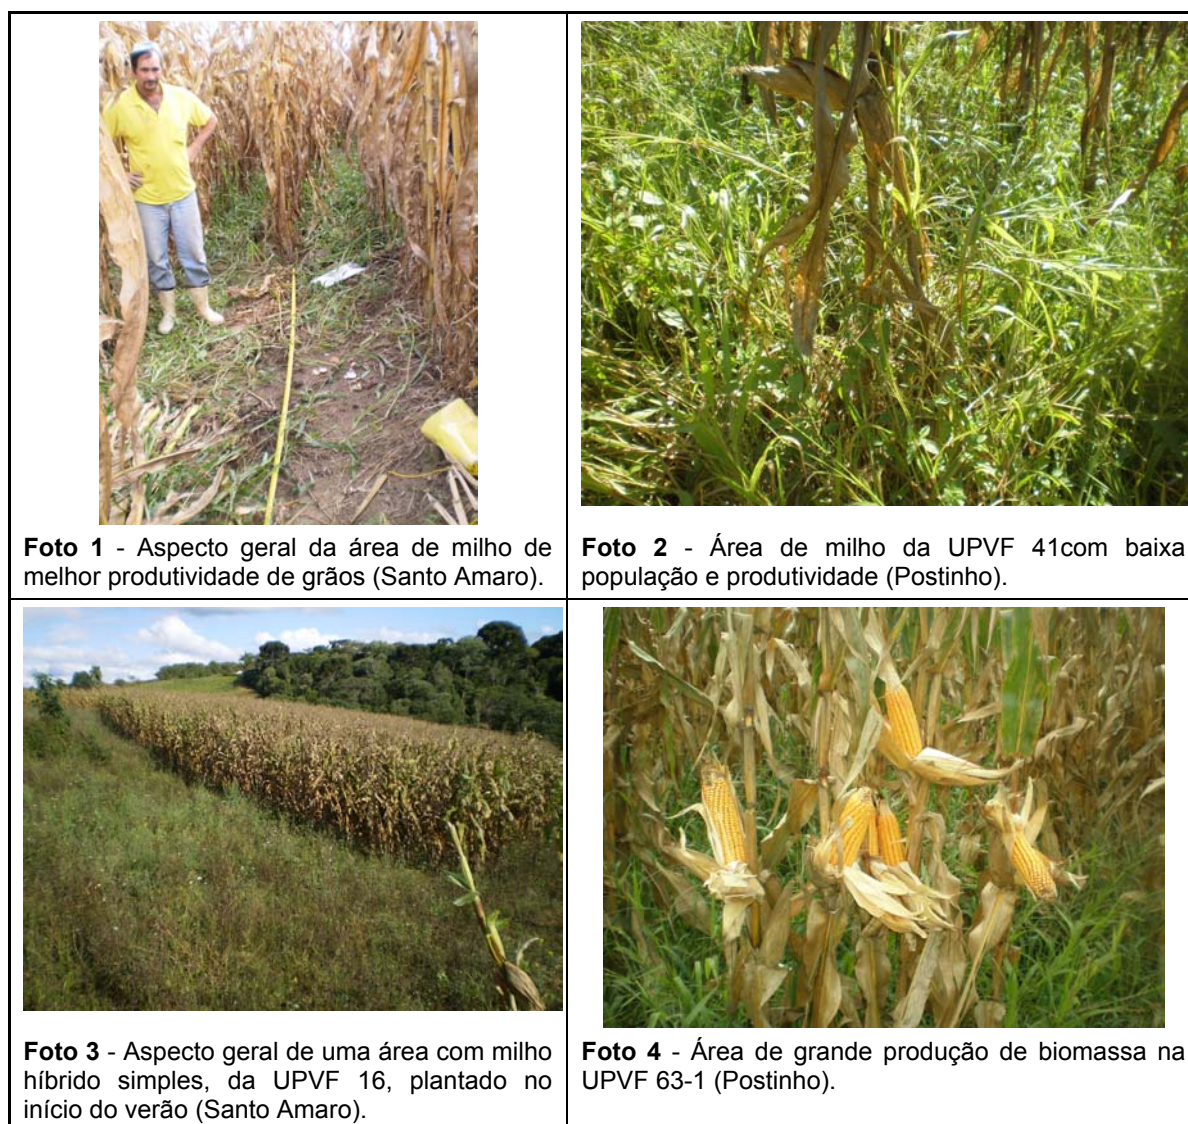 Foto 1 - Aspecto geral da área de milho de
melhor produtividade de grãos (Santo Amaro).
Foto 2 - Área de milho da UPVF 41com baixa
população e produtividade (Postinho).
Foto 3 - Aspecto geral de uma área com milho
híbrido simples, da UPVF 16, plantado no
início do verão (Santo Amaro).
Foto 4 - Área de grande produção de biomassa na
UPVF 63-1 (Postinho).